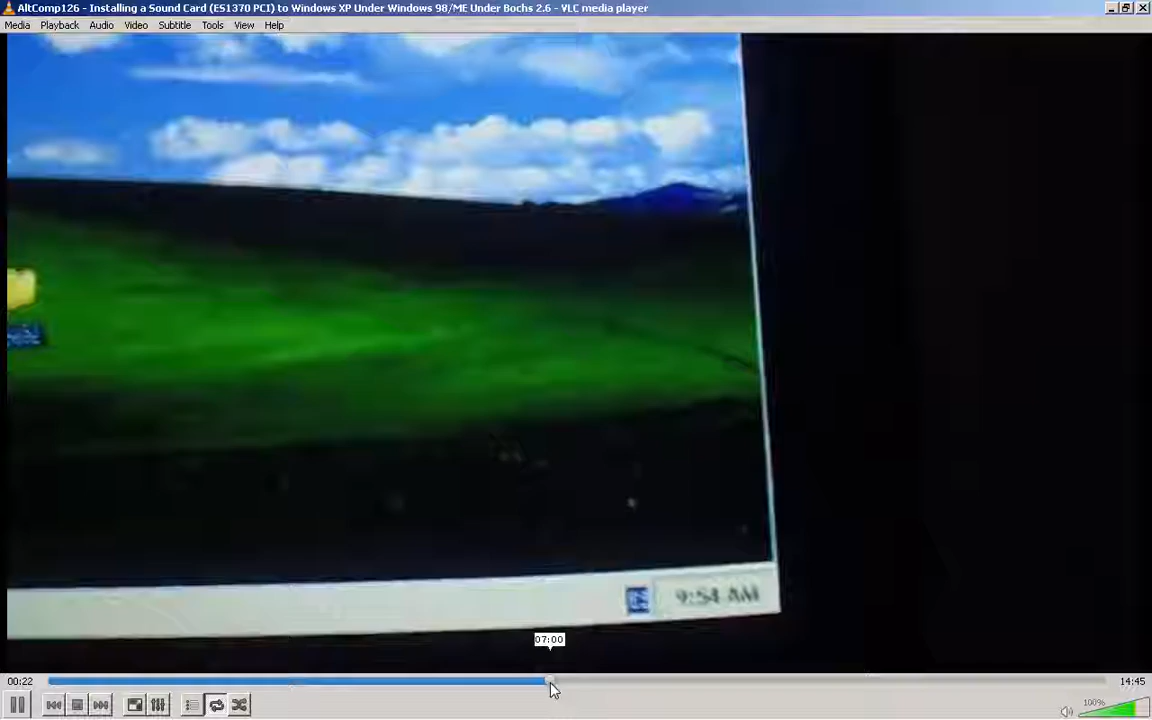 AltComp126 - Installing a Sound Card (ES1370 PCI) to Windows XP Under Windows 98/ME Under Bochs 2.6 - VLC media player
Media Playback Audio Video Subtitle Tools View Help
9:54 AM
07:00
00:22 14:45
100%